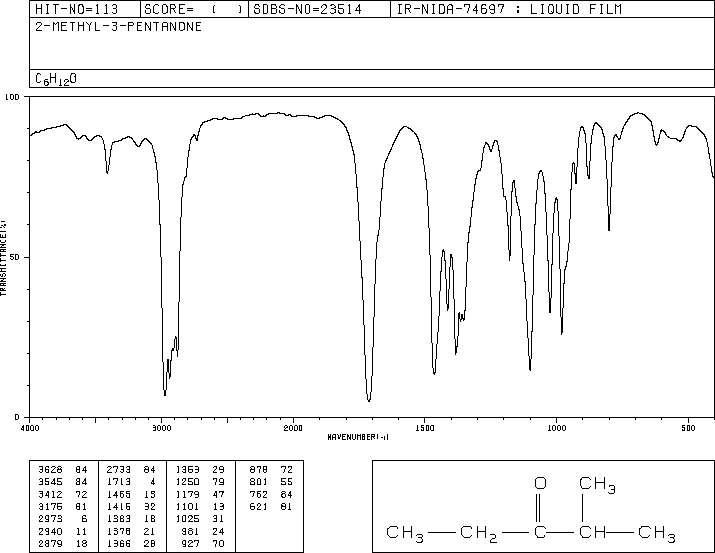 HIT-NO=113 SCORE= ( ) SDBS-NO=23514 IR-NIDA-74697 : LIQUID FILM
2-METHYL-3-PENTANONE
C6H12O
100
50
0
TRANSMITTANCE(%)
4000 3000 2000 1500 1000 500
WAVENUMBER(-1)
3628 84 2733 84 1353 29 878 72
3545 84 1713 4 1250 79 801 55
3412 72 1465 13 1179 47 762 84
3175 81 1415 32 1101 13 621 81
2973 6 1383 18 1025 31
2940 11 1378 21 981 24
2879 18 1366 28 927 70
O CH3
CH3 CH2 C CH CH3